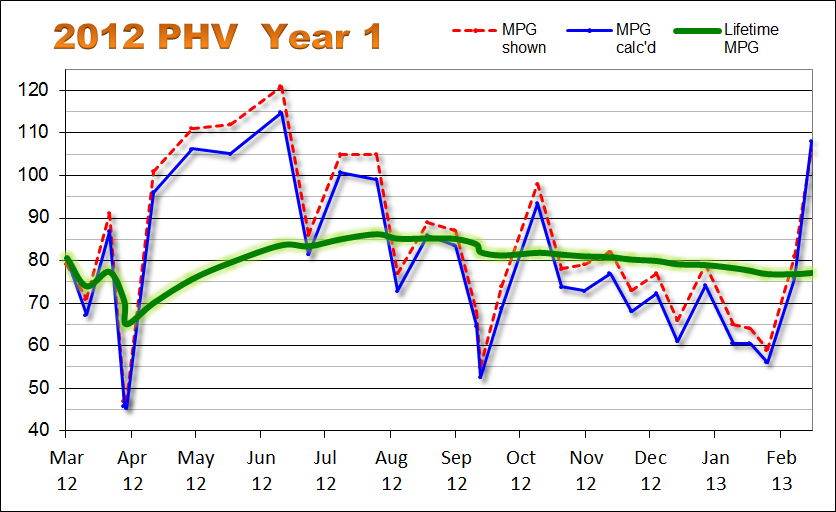 2012 PHV Year 1
MPG shown
MPG calc'd
Lifetime MPG
120
110
100
90
80
70
60
50
40
Mar 12
Apr 12
May 12
Jun 12
Jul 12
Aug 12
Sep 12
Oct 12
Nov 12
Dec 12
Jan 13
Feb 13